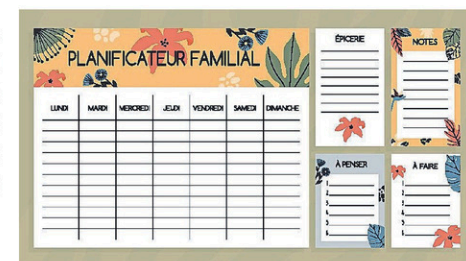 PLANIFICATEUR FAMILIAL
LUNDI MARDI MERCREDI JEUDI VENDREDI SAMEDI DIMANCHE
ÉPICERIE
NOTES
À PENSER
1.
2.
3.
4.
5.
6.
À FAIRE
1.
2.
3.
4.
5.
6.